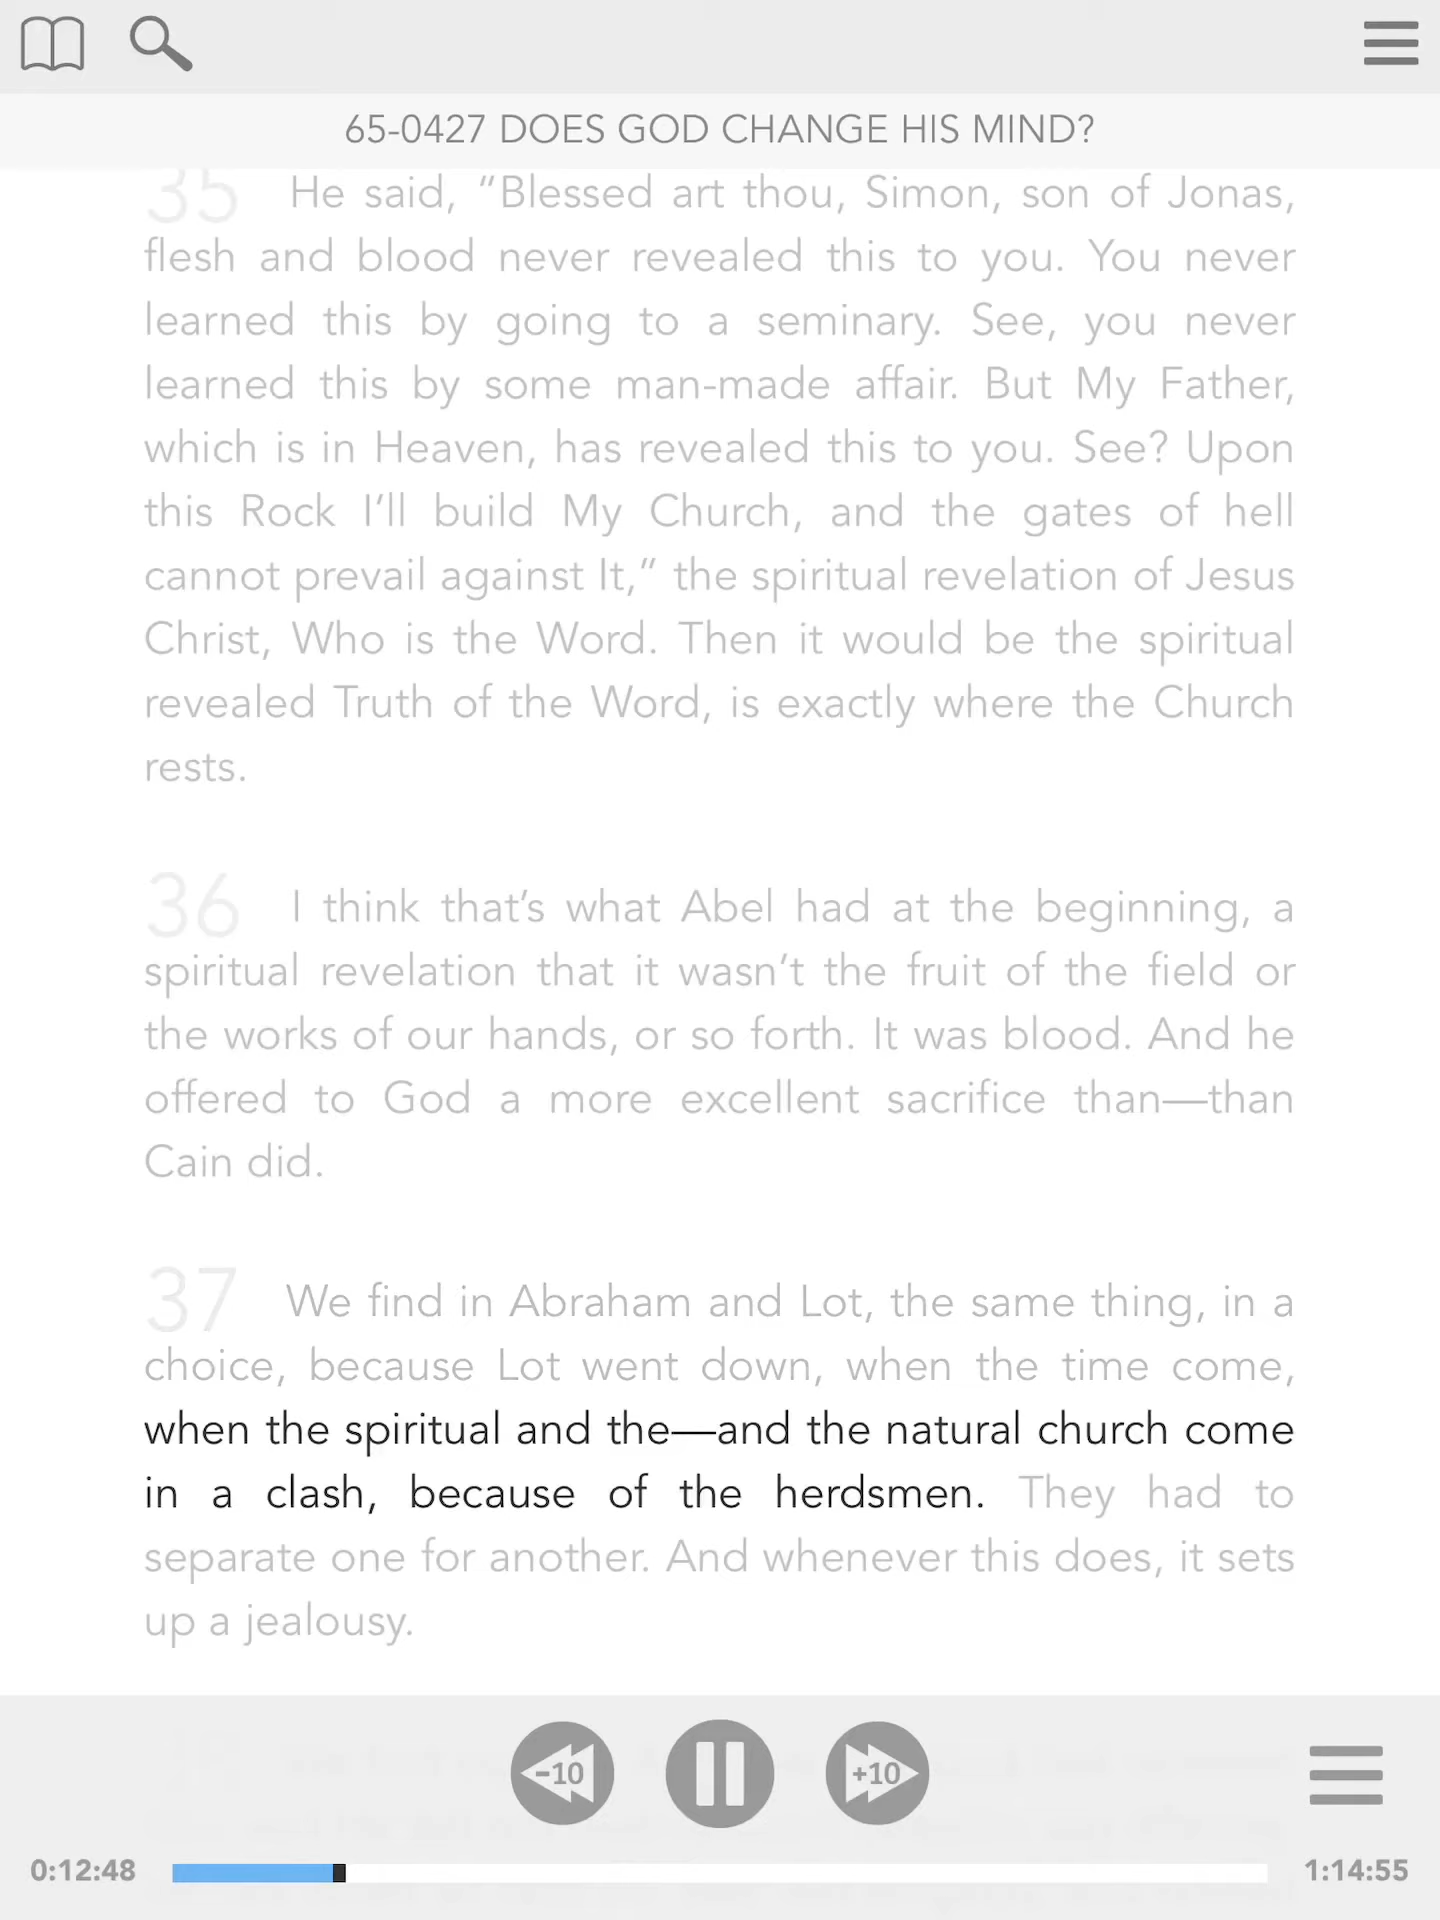 65-0427 DOES GOD CHANGE HIS MIND?
35 He said, “Blessed art thou, Simon, son of Jonas,
flesh and blood never revealed this to you. You never
learned this by going to a seminary. See, you never
learned this by some man-made affair. But My Father,
which is in Heaven, has revealed this to you. See? Upon
this Rock I’ll build My Church, and the gates of hell
cannot prevail against It,” the spiritual revelation of Jesus
Christ, Who is the Word. Then it would be the spiritual
revealed Truth of the Word, is exactly where the Church
rests.
36 I think that’s what Abel had at the beginning, a
spiritual revelation that it wasn’t the fruit of the field or
the works of our hands, or so forth. It was blood. And he
offered to God a more excellent sacrifice than—than
Cain did.
37 We find in Abraham and Lot, the same thing, in a
choice, because Lot went down, when the time come,
when the spiritual and the—and the natural church come
in a clash, because of the herdsmen. They had to
separate one for another. And whenever this does, it sets
up a jealousy.
-10 +10
0:12:48 1:14:55